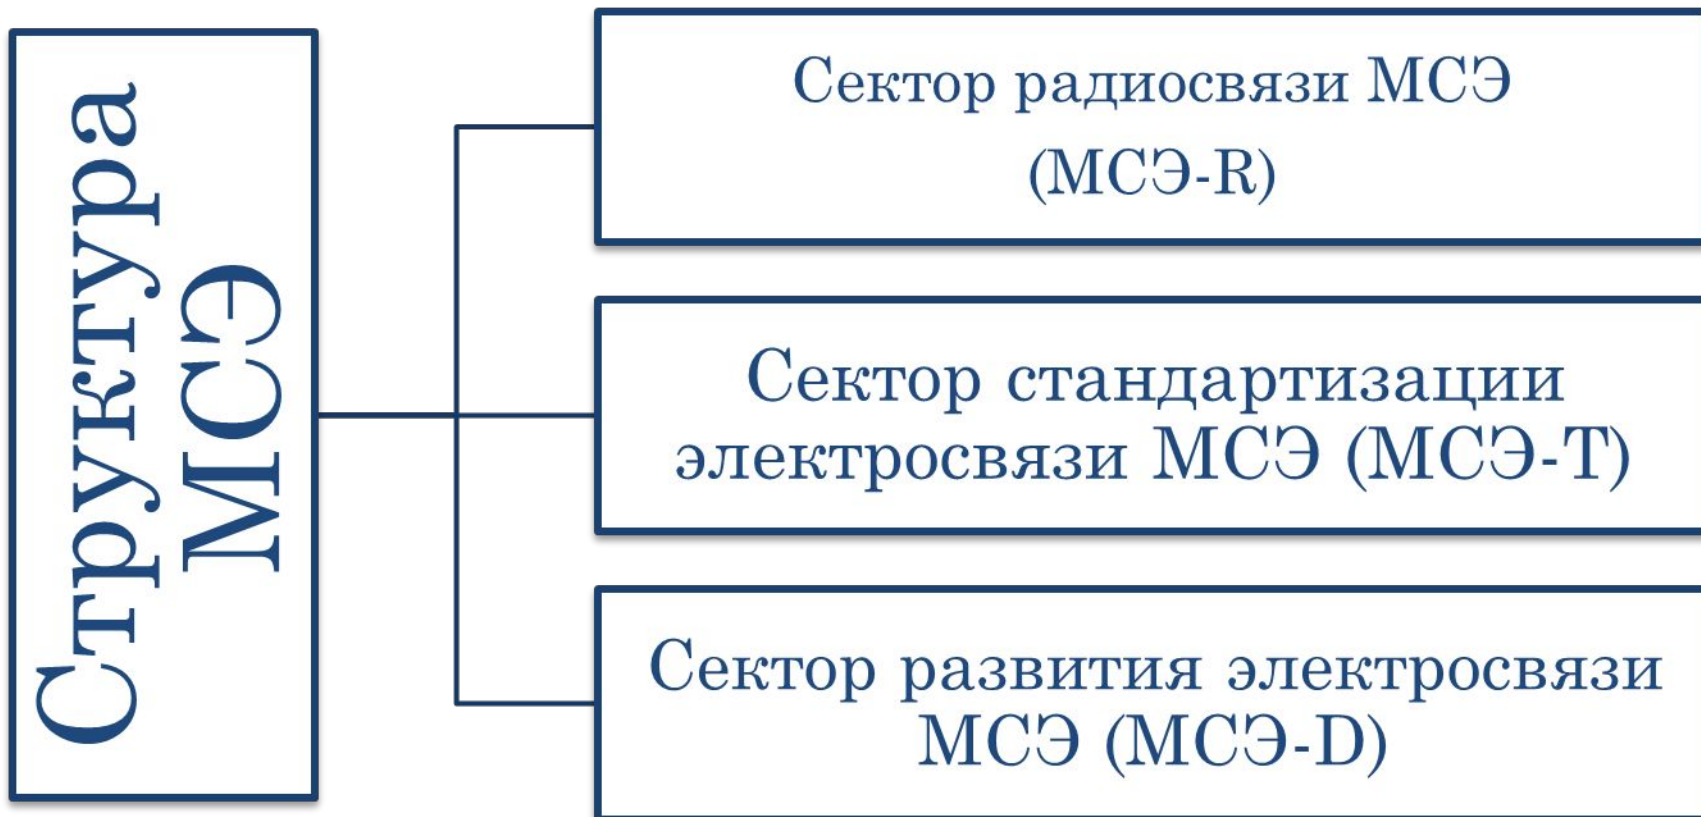 Структура
МСЭ
Сектор радиосвязи МСЭ
(МСЭ-R)
Сектор стандартизации
электросвязи МСЭ (МСЭ-Т)
Сектор развития электросвязи
МСЭ (МСЭ-D)